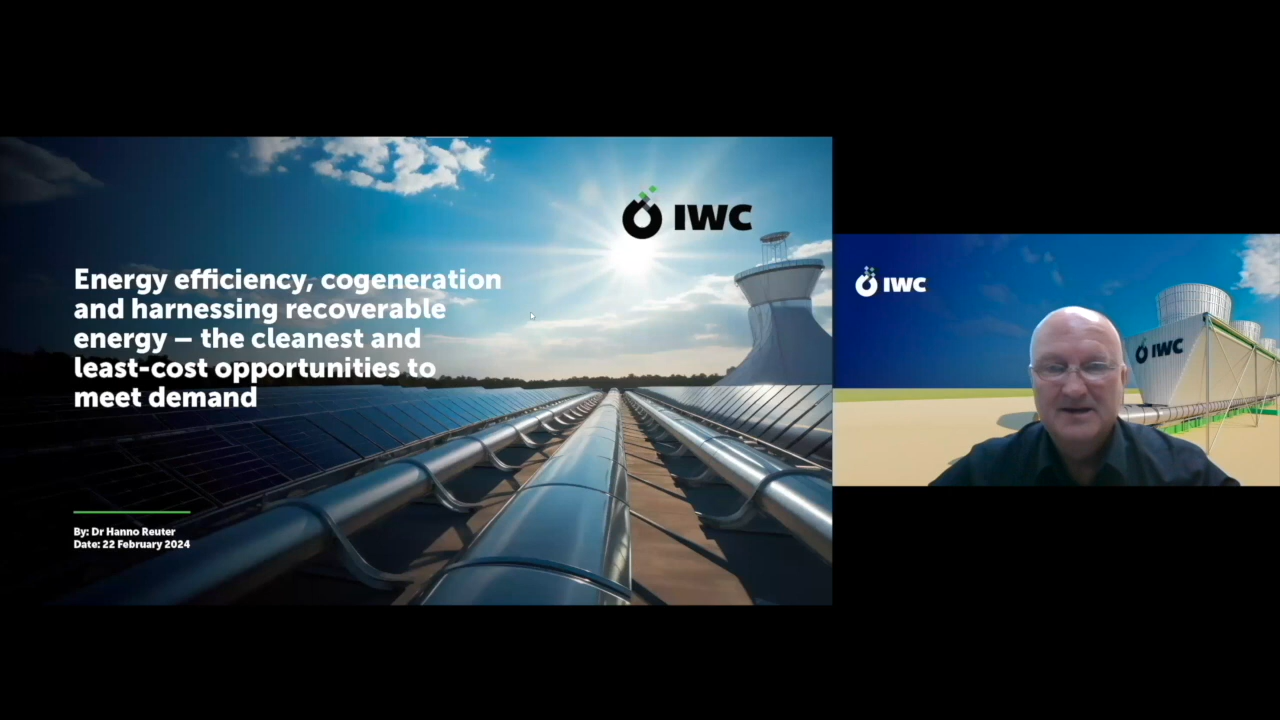 IWC
Energy efficiency, cogeneration
and harnessing recoverable
energy – the cleanest and
least-cost opportunities to
meet demand
By: Dr Hanno Reuter
Date: 22 February 2024
IWC
IWC